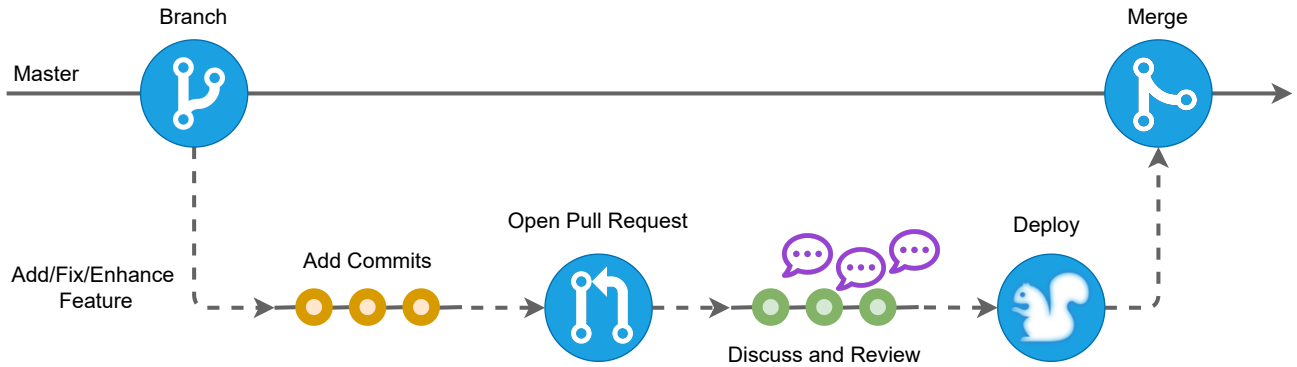 Branch
Merge
Master
Open Pull Request
Deploy
Add Commits
Add/Fix/Enhance
Feature
Discuss and Review